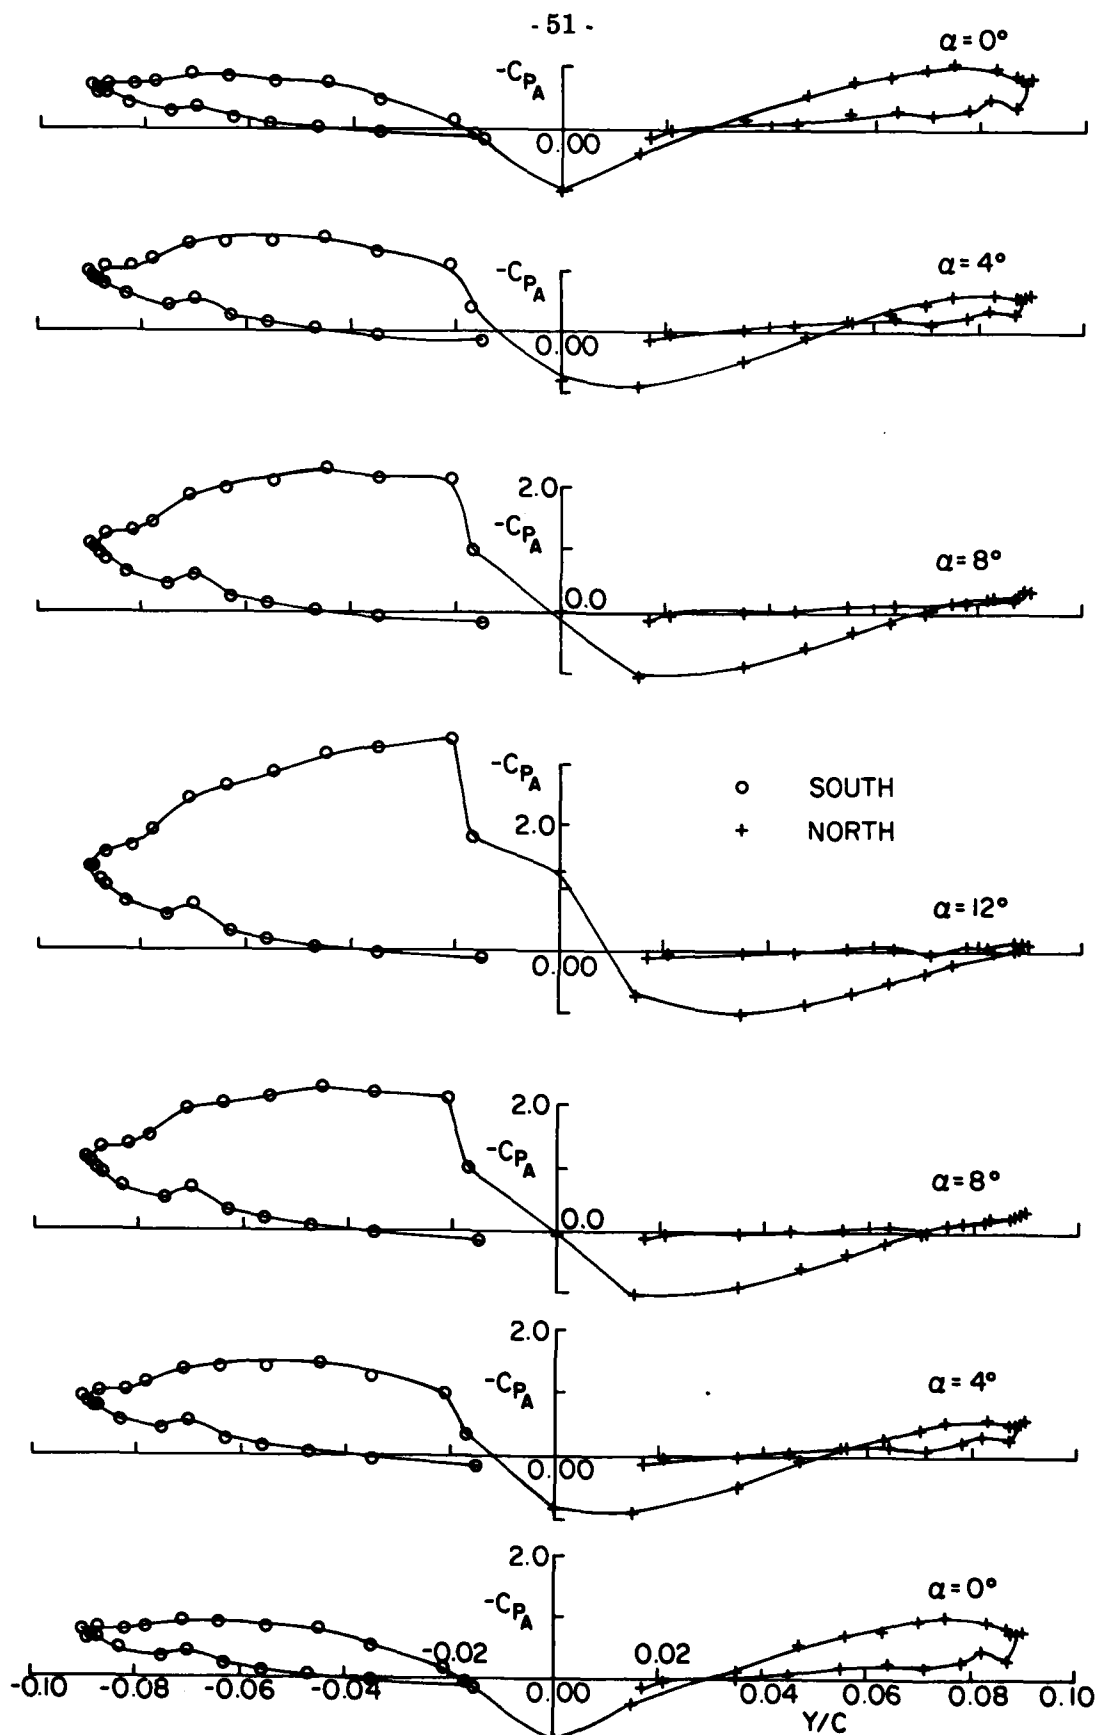 - 51 -
α = 0°
-C_PA
0.00
α = 4°
-C_PA
0.00
2.0
-C_PA
α = 8°
0.0
-C_PA
○ SOUTH
2.0
+ NORTH
α = 12°
0.00
2.0
-C_PA
α = 8°
0.0
2.0
-C_PA
α = 4°
0.00
2.0
-C_PA
α = 0°
-0.02 0.02
-0.10 -0.08 -0.06 -0.04 0.00 0.04 0.06 0.08 0.10
Y/C